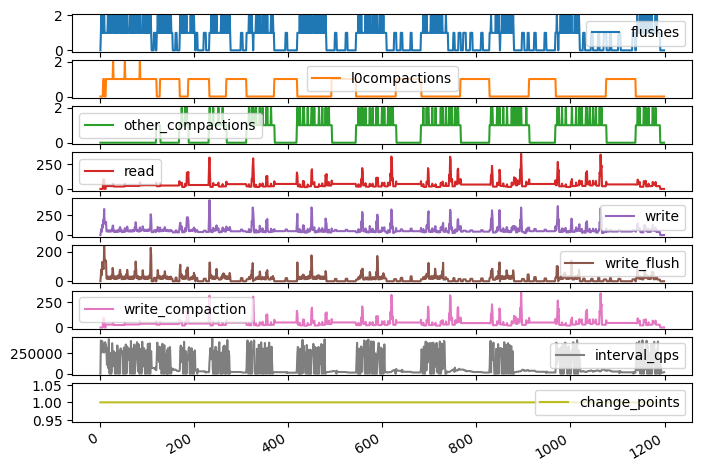 2
0
flushes
2
0
l0compactions
2
0
other_compactions
250
0
read
250
0
write
200
0
write_flush
250
0
write_compaction
250000
0
interval_qps
1.05
1.00
0.95
change_points
0 200 400 600 800 1000 1200